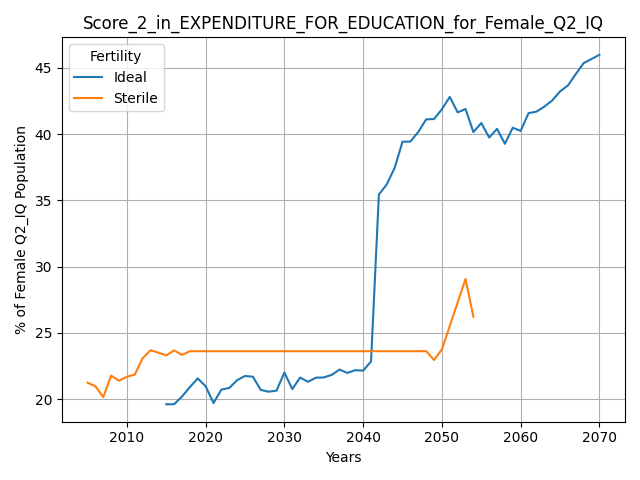 Score_2_in_EXPENDITURE_FOR_EDUCATION_for_Female_Q2_IQ
Fertility
Ideal
Sterile
% of Female Q2_IQ Population
45
40
35
30
25
20
2010 2020 2030 2040 2050 2060 2070
Years